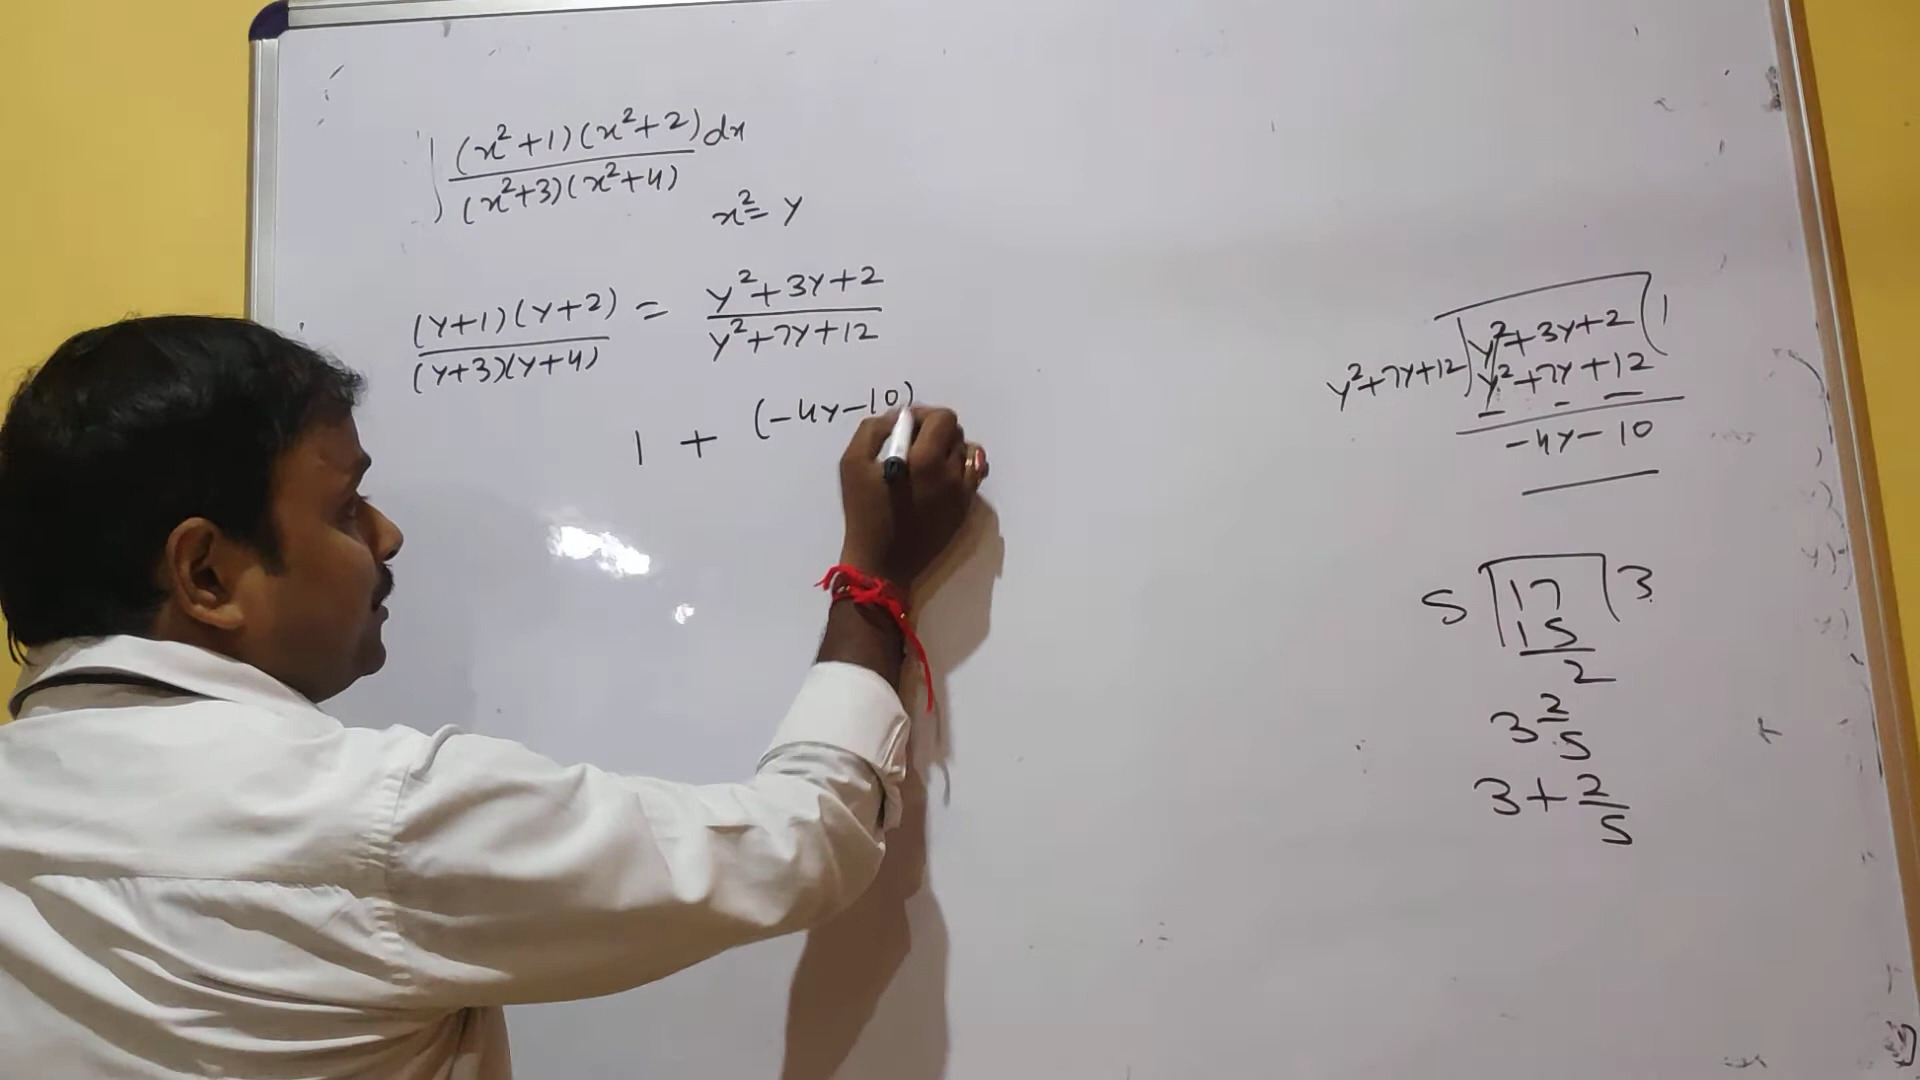 ∫ (x²+1)(x²+2) dx
(x²+3)(x²+4)
x² = y
(y+1)(y+2) = y²+3y+2
(y+3)(y+4) y²+7y+12
1 + (-4y-10)
y²+7y+12) y²+3y+2 (1
y²+7y+12
- - -
-4y-10
5 17 3
15
2
3 2/5
3+2/5